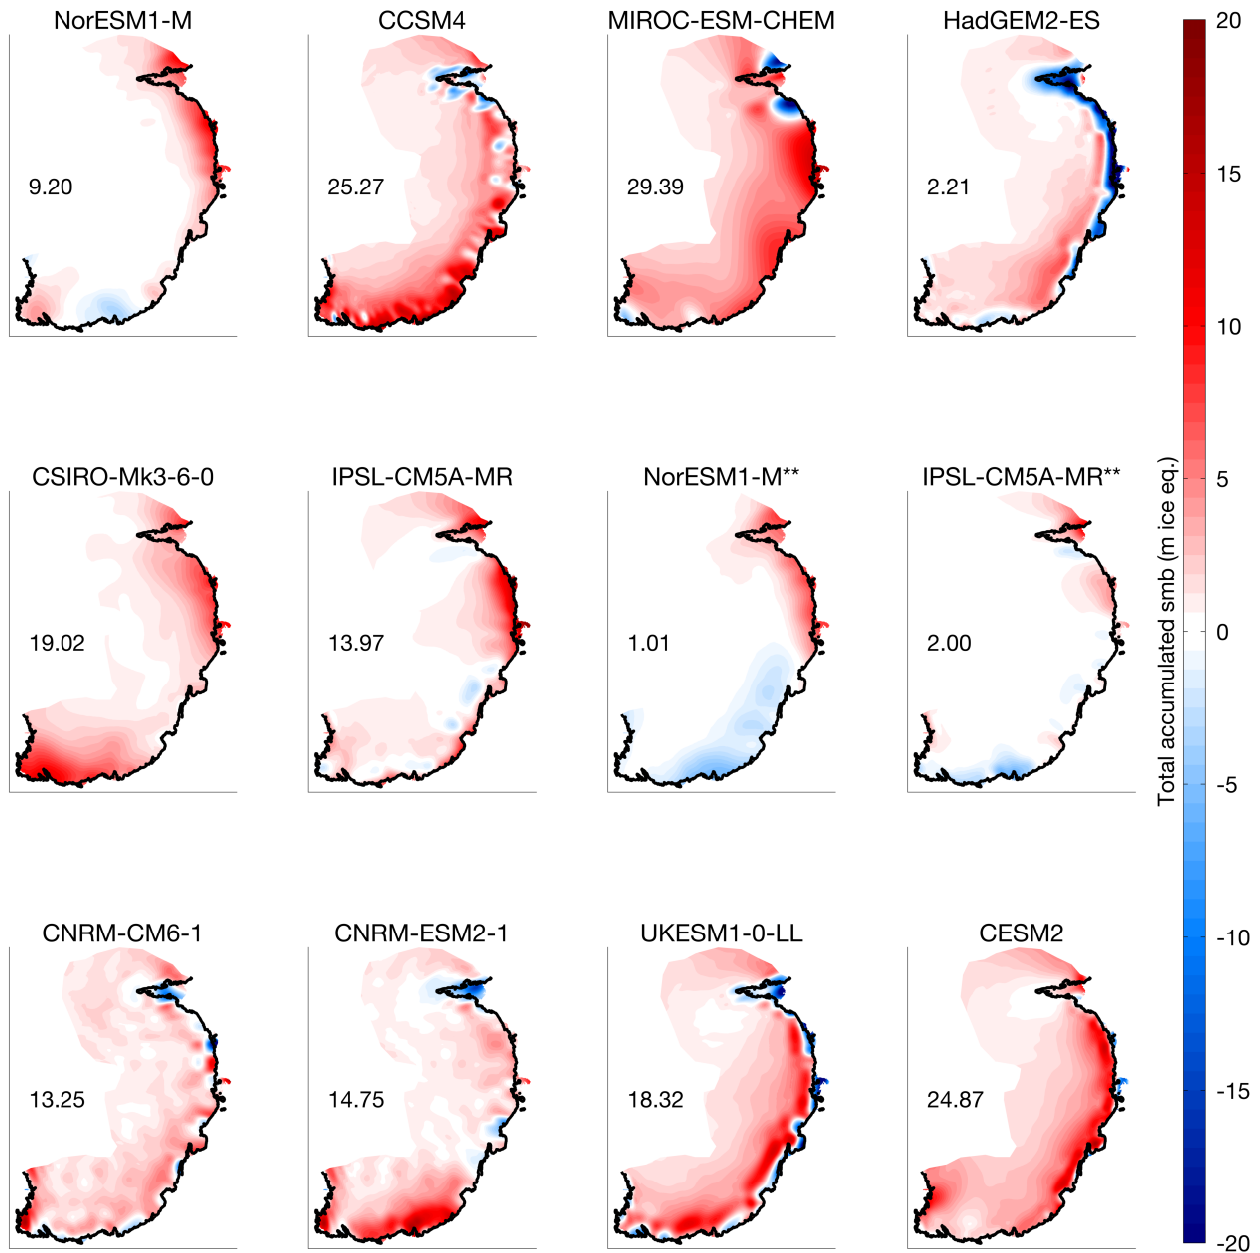 NorESM1-M
CCSM4
MIROC-ESM-CHEM
HadGEM2-ES
9.20
25.27
29.39
2.21
CSIRO-Mk3-6-0
IPSL-CM5A-MR
NorESM1-M**
IPSL-CM5A-MR**
19.02
13.97
1.01
2.00
CNRM-CM6-1
CNRM-ESM2-1
UKESM1-0-LL
CESM2
13.25
14.75
18.32
24.87
Total accumulated smb (m ice eq.)
20
15
10
5
0
-5
-10
-15
-20